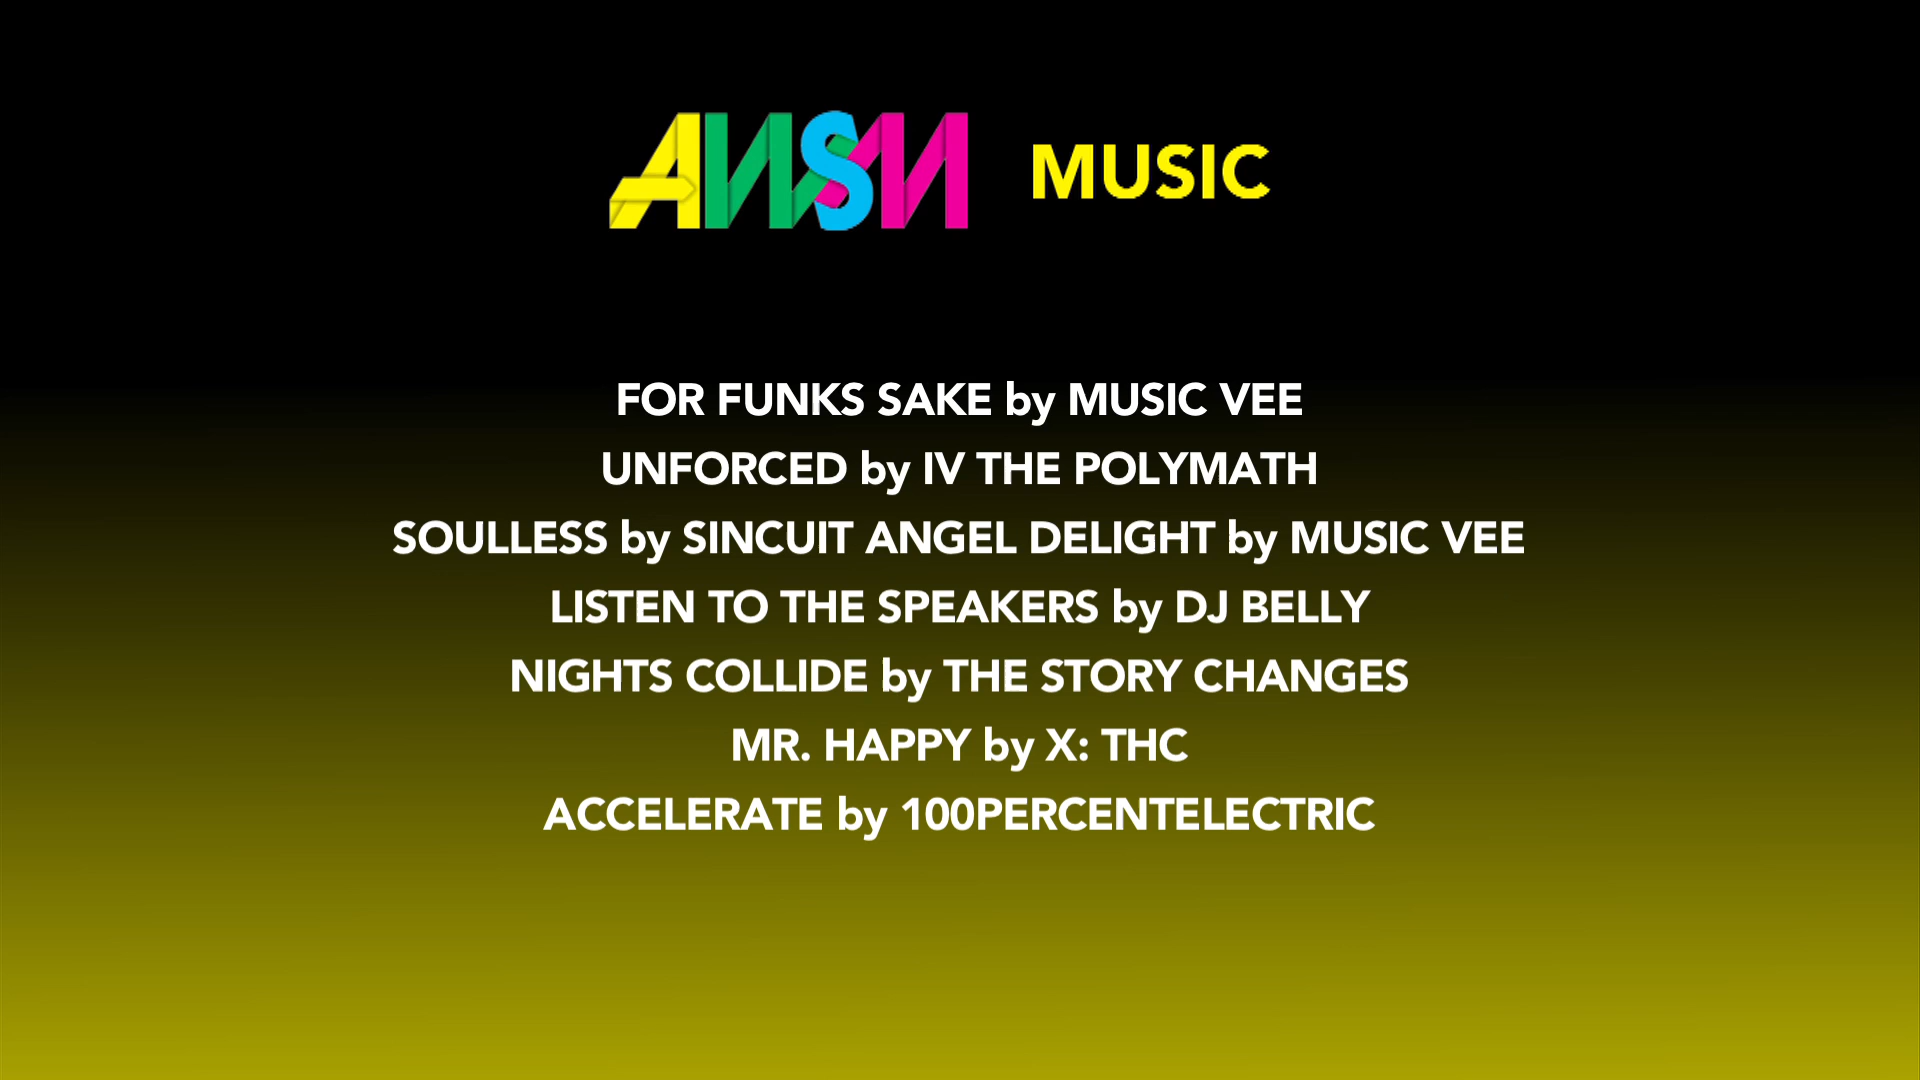 AWSM MUSIC
FOR FUNKS SAKE by MUSIC VEE
UNFORCED by IV THE POLYMATH
SOULLESS by SINCUIT ANGEL DELIGHT by MUSIC VEE
LISTEN TO THE SPEAKERS by DJ BELLY
NIGHTS COLLIDE by THE STORY CHANGES
MR. HAPPY by X: THC
ACCELERATE by 100PERCENTELECTRIC